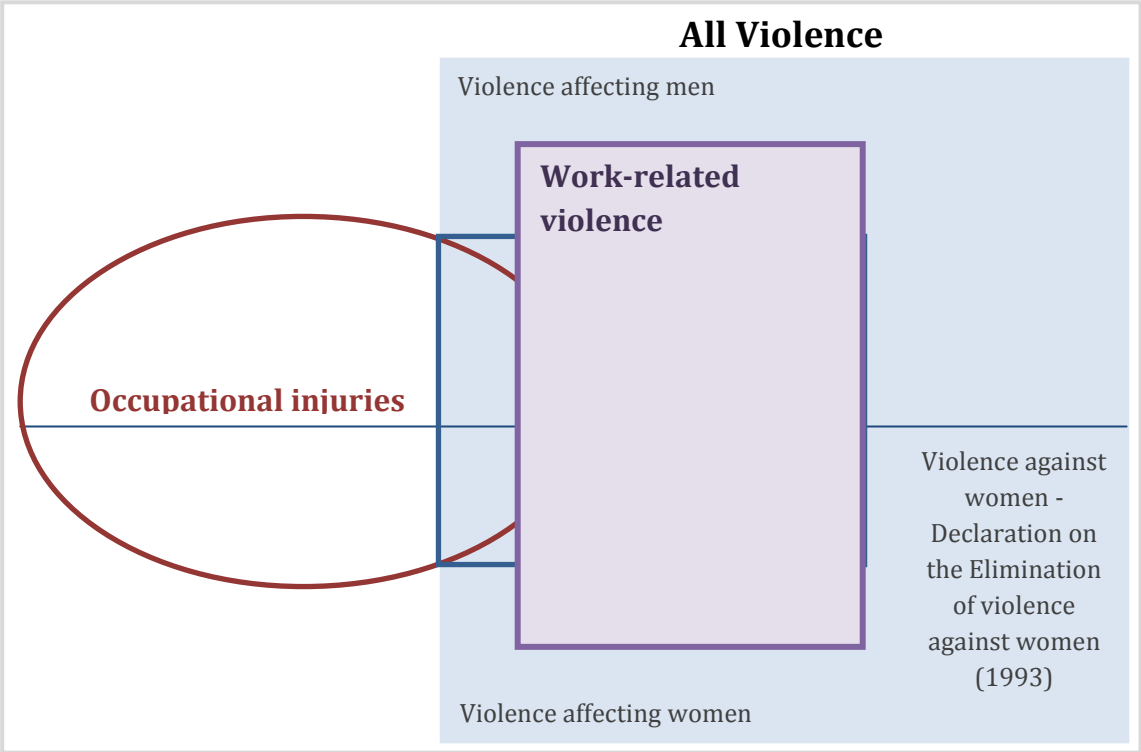 All Violence
Violence affecting men
Work-related
violence
Occupational injuries
Violence against
women -
Declaration on
the Elimination
of violence
against women
(1993)
Violence affecting women